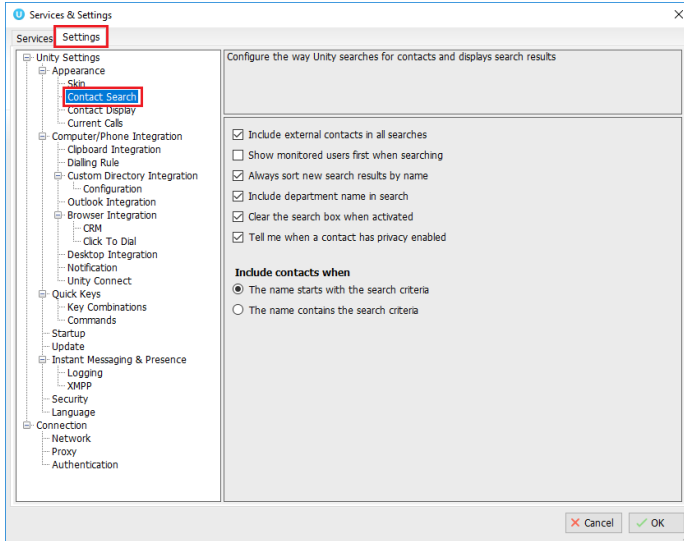 Services & Settings
Services
Settings
Unity Settings
Appearance
Skin
Contact Search
Contact Display
Current Calls
Computer/Phone Integration
Clipboard Integration
Dialling Rule
Custom Directory Integration
Configuration
Outlook Integration
Browser Integration
CRM
Click To Dial
Desktop Integration
Notification
Unity Connect
Quick Keys
Key Combinations
Commands
Startup
Update
Instant Messaging & Presence
Logging
XMPP
Security
Language
Connection
Network
Proxy
Authentication
Configure the way Unity searches for contacts and displays search results
Include external contacts in all searches
Show monitored users first when searching
Always sort new search results by name
Include department name in search
Clear the search box when activated
Tell me when a contact has privacy enabled
Include contacts when
The name starts with the search criteria
The name contains the search criteria
Cancel
OK